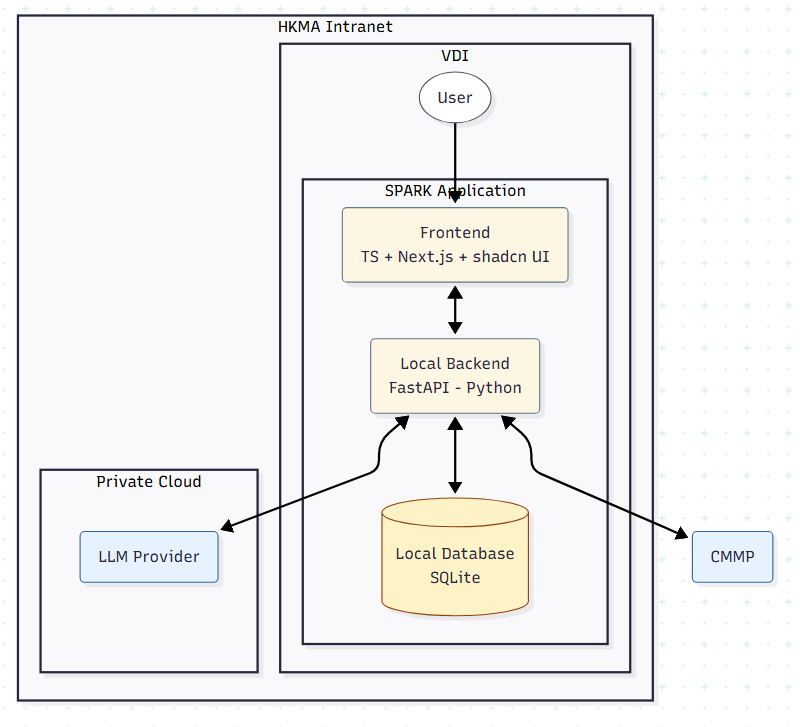 HKMA Intranet
VDI
User
SPARK Application
Frontend
TS + Next.js + shadcn UI
Local Backend
FastAPI - Python
Private Cloud
LLM Provider
Local Database
SQLite
CMMP